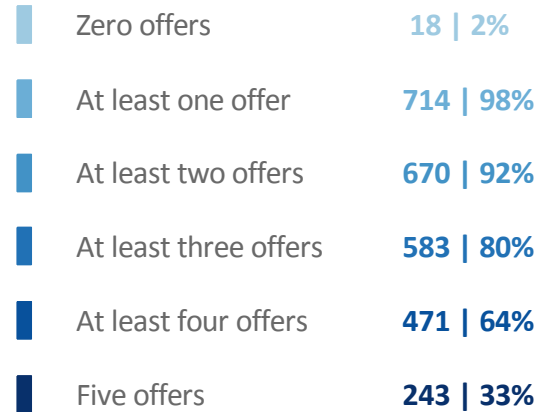 Zero offers 18 | 2%
At least one offer 714 | 98%
At least two offers 670 | 92%
At least three offers 583 | 80%
At least four offers 471 | 64%
Five offers 243 | 33%